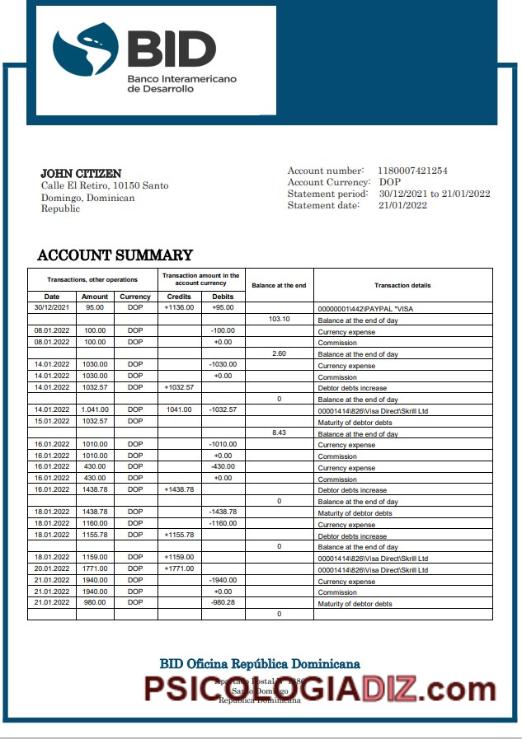 BID
Banco Interamericano
de Desarrollo
JOHN CITIZEN
Calle El Retiro, 10150 Santo
Domingo, Dominican
Republic
Account number: 1180007421254
Account Currency: DOP
Statement period: 30/12/2021 to 21/01/2022
Statement date: 21/01/2022
ACCOUNT SUMMARY
Transactions, other operations Transaction amount in the account currency Balance at the end Transaction details
Date Amount Currency Credits Debits
30/12/2021 95.00 DOP +1136.00 +95.00 00000001\442\PAYPAL "VISA
103.10 Balance at the end of day
08.01.2022 100.00 DOP -100.00 Currency expense
08.01.2022 100.00 DOP +0.00 Commission
2.60 Balance at the end of day
14.01.2022 1030.00 DOP -1030.00 Currency expense
14.01.2022 1030.00 DOP +0.00 Commission
14.01.2022 1032.57 DOP +1032.57 Debtor debts increase
0 Balance at the end of day
14.01.2022 1.041.00 DOP 1041.00 -1032.57 00001414\826\Visa Direct\Skrill Ltd
15.01.2022 1032.57 DOP Maturity of debtor debts
8.43 Balance at the end of day
16.01.2022 1010.00 DOP -1010.00 Currency expense
16.01.2022 1010.00 DOP +0.00 Commission
16.01.2022 430.00 DOP -430.00 Currency expense
16.01.2022 430.00 DOP +0.00 Commission
16.01.2022 1438.78 DOP +1438.78 Debtor debts increase
0 Balance at the end of day
18.01.2022 1438.78 DOP -1438.78 Maturity of debtor debts
18.01.2022 1160.00 DOP -1160.00 Currency expense
18.01.2022 1155.78 DOP +1155.78 Debtor debts increase
0 Balance at the end of day
18.01.2022 1159.00 DOP +1159.00 00001414\826\Visa Direct\Skrill Ltd
20.01.2022 1771.00 DOP +1771.00 00001414\826\Visa Direct\Skrill Ltd
21.01.2022 1940.00 DOP -1940.00 Currency expense
21.01.2022 1940.00 DOP +0.00 Commission
21.01.2022 980.00 DOP -980.28 Maturity of debtor debts
0
BID Oficina República Dominicana
Postal
Santo Domingo
República Dominicana
PSICOLOGIADIZ.com